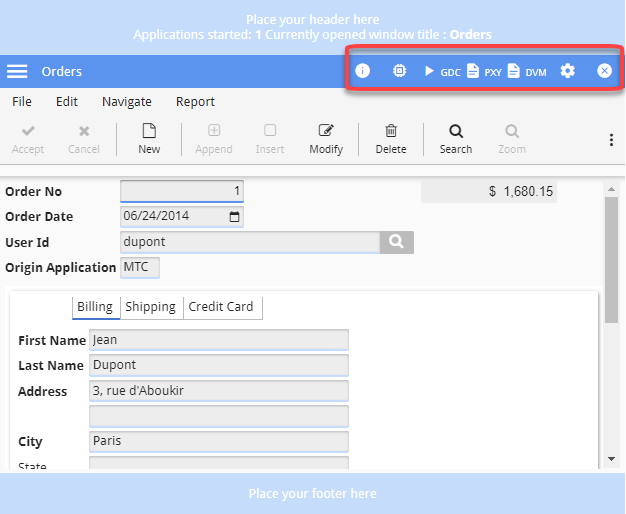 Place your header here
Applications started: 1 Currently opened window title : Orders
Orders GDC PXY DVM
File Edit Navigate Report
Accept Cancel New Append Insert Modify Delete Search Zoom
Order No 1 $ 1,680.15
Order Date 06/24/2014
User Id dupont
Origin Application MTC
Billing Shipping Credit Card
First Name Jean
Last Name Dupont
Address 3, rue d'Aboukir
City Paris
State
Place your footer here